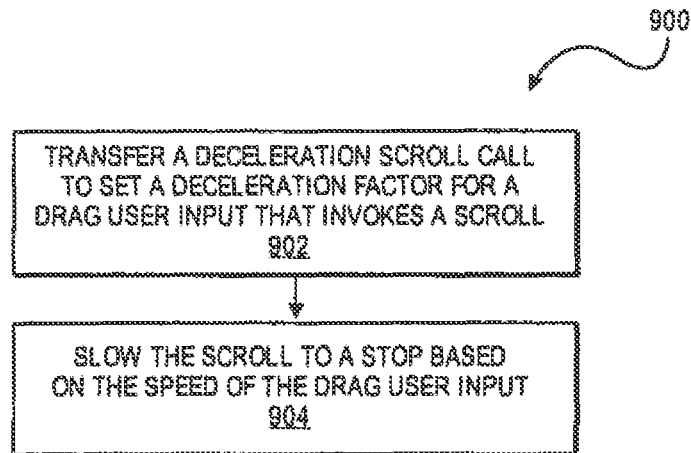 900
TRANSFER A DECELERATION SCROLL CALL
TO SET A DECELERATION FACTOR FOR A
DRAG USER INPUT THAT INVOKES A SCROLL
902
SLOW THE SCROLL TO A STOP BASED
ON THE SPEED OF THE DRAG USER INPUT
904